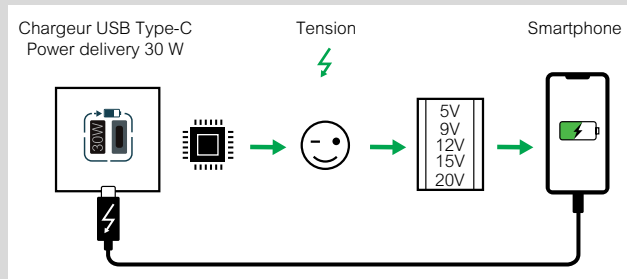 Chargeur USB Type-C
Power delivery 30 W
Tension
Smartphone
30W
5V
9V
12V
15V
20V